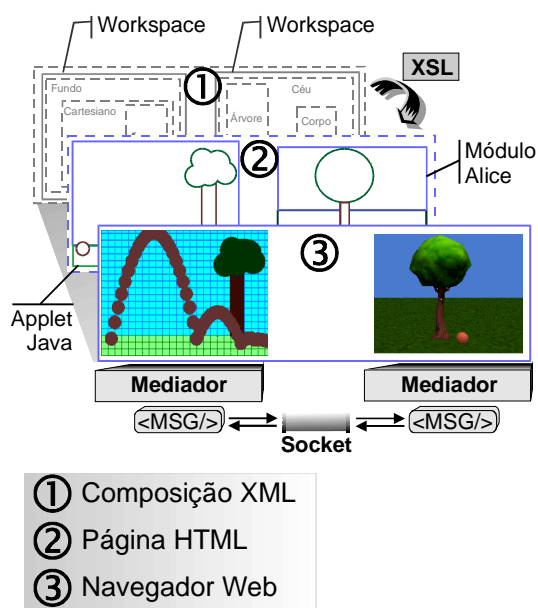 Workspace Workspace
XSL
① Fundo Céu
Cartesiano Árvore Corpo
② Módulo
Alice
③
Applet
Java
Mediador Mediador
<MSG/> <MSG/>
Socket
① Composição XML
② Página HTML
③ Navegador Web